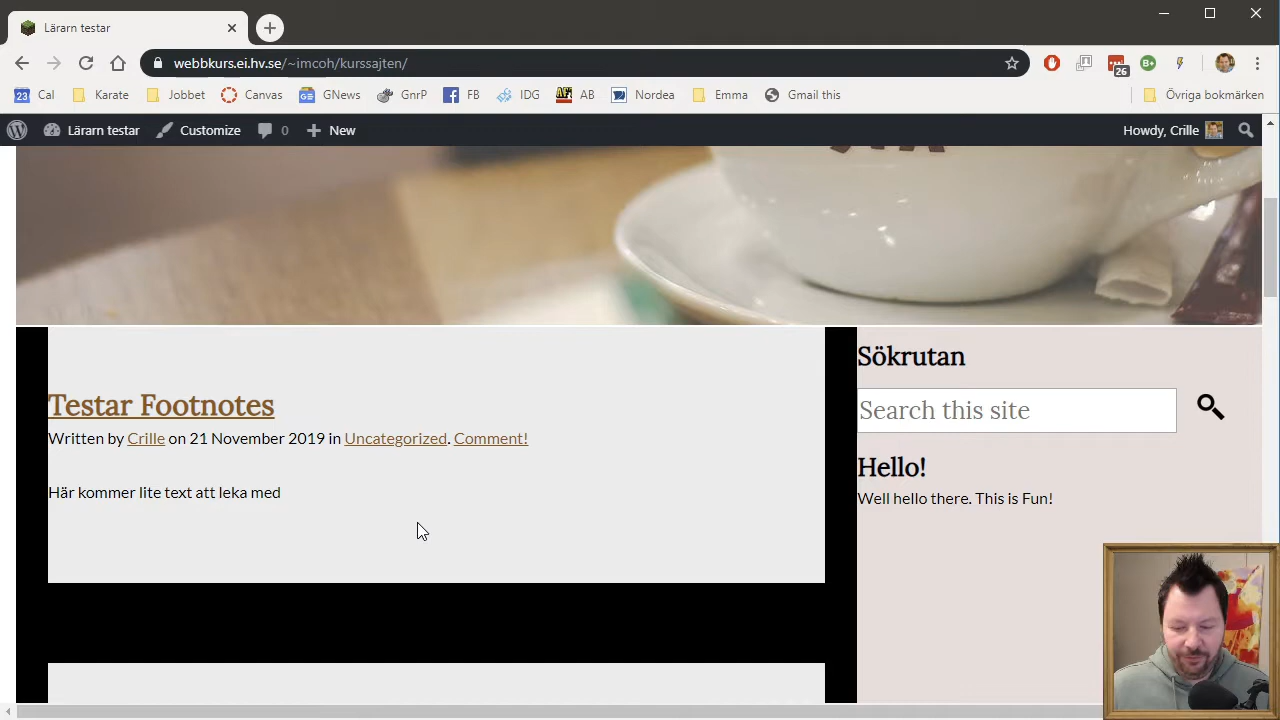 Lärarn testar
webbkurs.ei.hv.se/~imcoh/kurssajten/
26
23 Cal Karate Jobbet Canvas GNews GnrP FB IDG AB Nordea Emma Gmail this Övriga bokmärken
Lärarn testar Customize 0 New Howdy, Crille
Sökrutan
Testar Footnotes
Search this site
Written by Crille on 21 November 2019 in Uncategorized. Comment!
Hello!
Här kommer lite text att leka med
Well hello there. This is Fun!